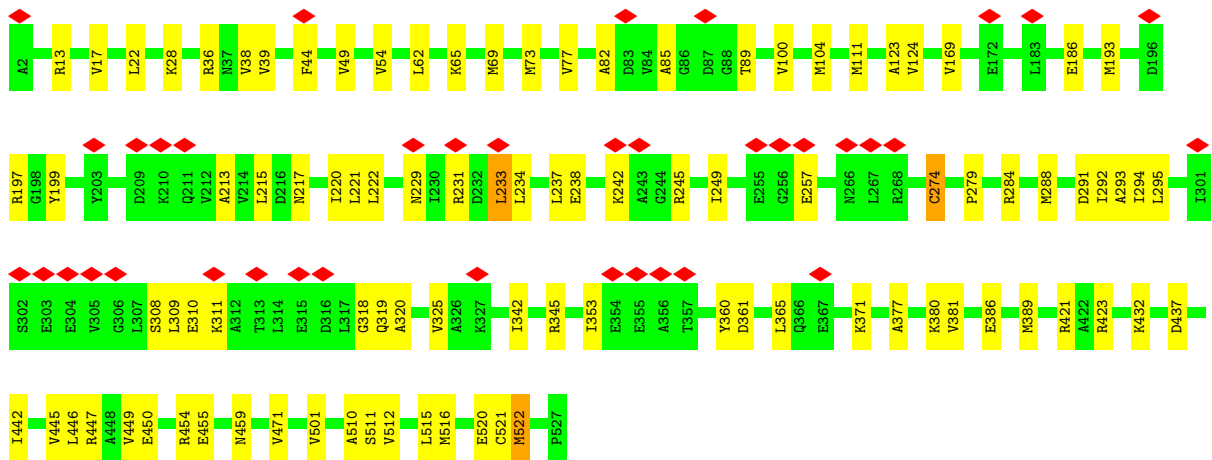 A2 R13 V17 L22 K28 R36 N37 V38 V39 F44 V49 V54 L62 K65 M69 M73 V77 A82 D83 V84 A85 G86 D87 G88 T89 V100 M104 M111 A123 V124 V169 E172 L183 E186 M193 D196
R197 G198 Y199 Y203 D209 K210 Q211 V212 A213 V214 L215 D216 N217 I220 L221 L222 N229 I230 R231 D232 L233 L234 L237 E238 K242 A243 G244 R245 I249 E255 G256 E257 N266 L267 R268 C274 P279 R284 M288 D291 I292 A293 I294 L295 I301
S302 E303 E304 V305 G306 L307 S308 L309 E310 K311 A312 T313 L314 E315 D316 L317 G318 Q319 A320 V325 A326 K327 I342 R345 I353 E354 E355 A356 T357 Y360 D361 L365 Q366 E367 K371 A377 K380 V381 E386 M389 R421 A422 R423 K432 D437
I442 V445 L446 R447 A448 V449 E450 R454 E455 N459 V471 V501 A510 S511 V512 L515 M516 E520 C521 M522 P527